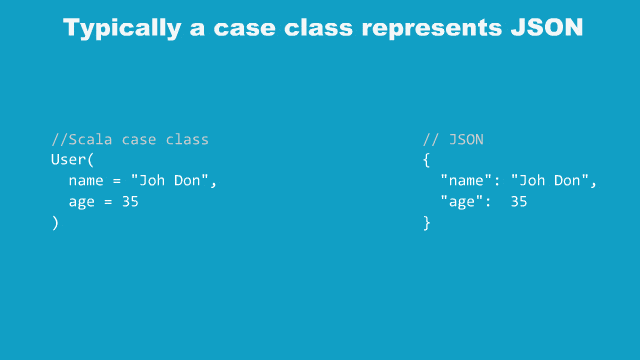 Typically a case class represents JSON
//Scala case class
User(
  name = "Joh Don",
  age = 35
)
// JSON
{
  "name": "Joh Don",
  "age":  35
}